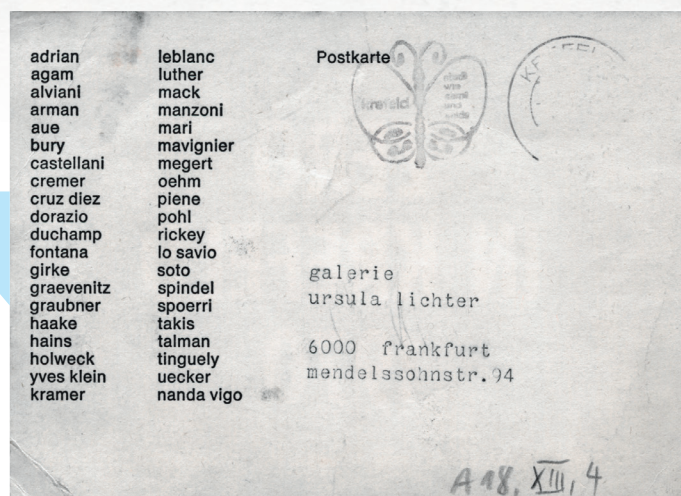 adrian
agam
alviani
arman
aue
bury
castellani
cremer
cruz diez
dorazio
duchamp
fontana
girke
graevenitz
graubner
haake
hains
holweck
yves klein
kramer
leblanc
luther
mack
manzoni
mari
mavignier
megert
oehm
piene
pohl
rickey
lo savio
soto
spindel
spoerri
takis
talman
tinguely
uecker
nanda vigo
Postkarte
krefeld
galerie
ursula lichter
6000 frankfurt
mendelssohnstr.94
A 18, XIII, 4